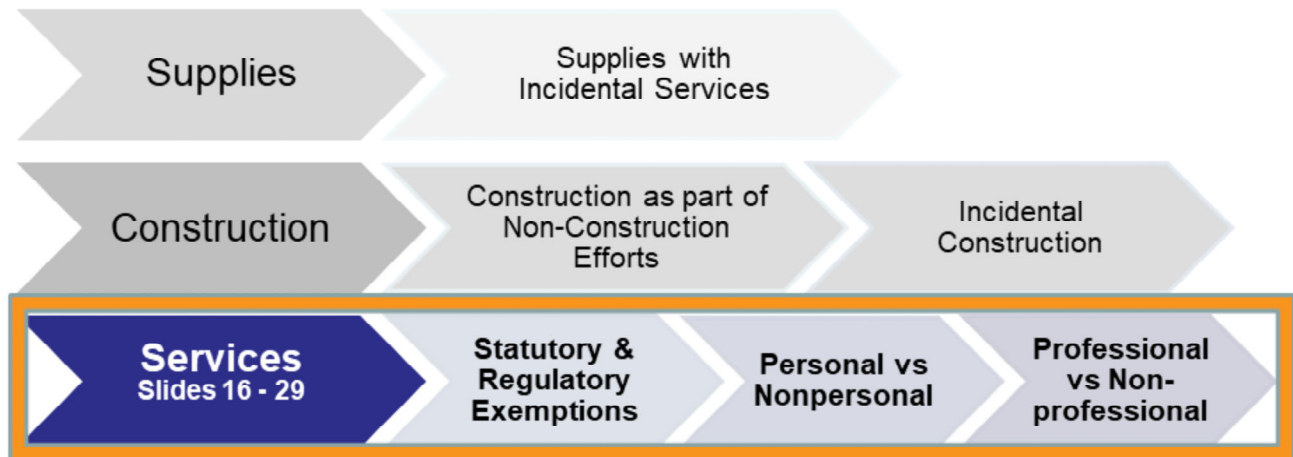 Supplies
Supplies with
Incidental Services
Construction
Construction as part of
Non-Construction
Efforts
Incidental
Construction
Services
Slides 16 - 29
Statutory &
Regulatory
Exemptions
Personal vs
Nonpersonal
Professional
vs Non-
professional